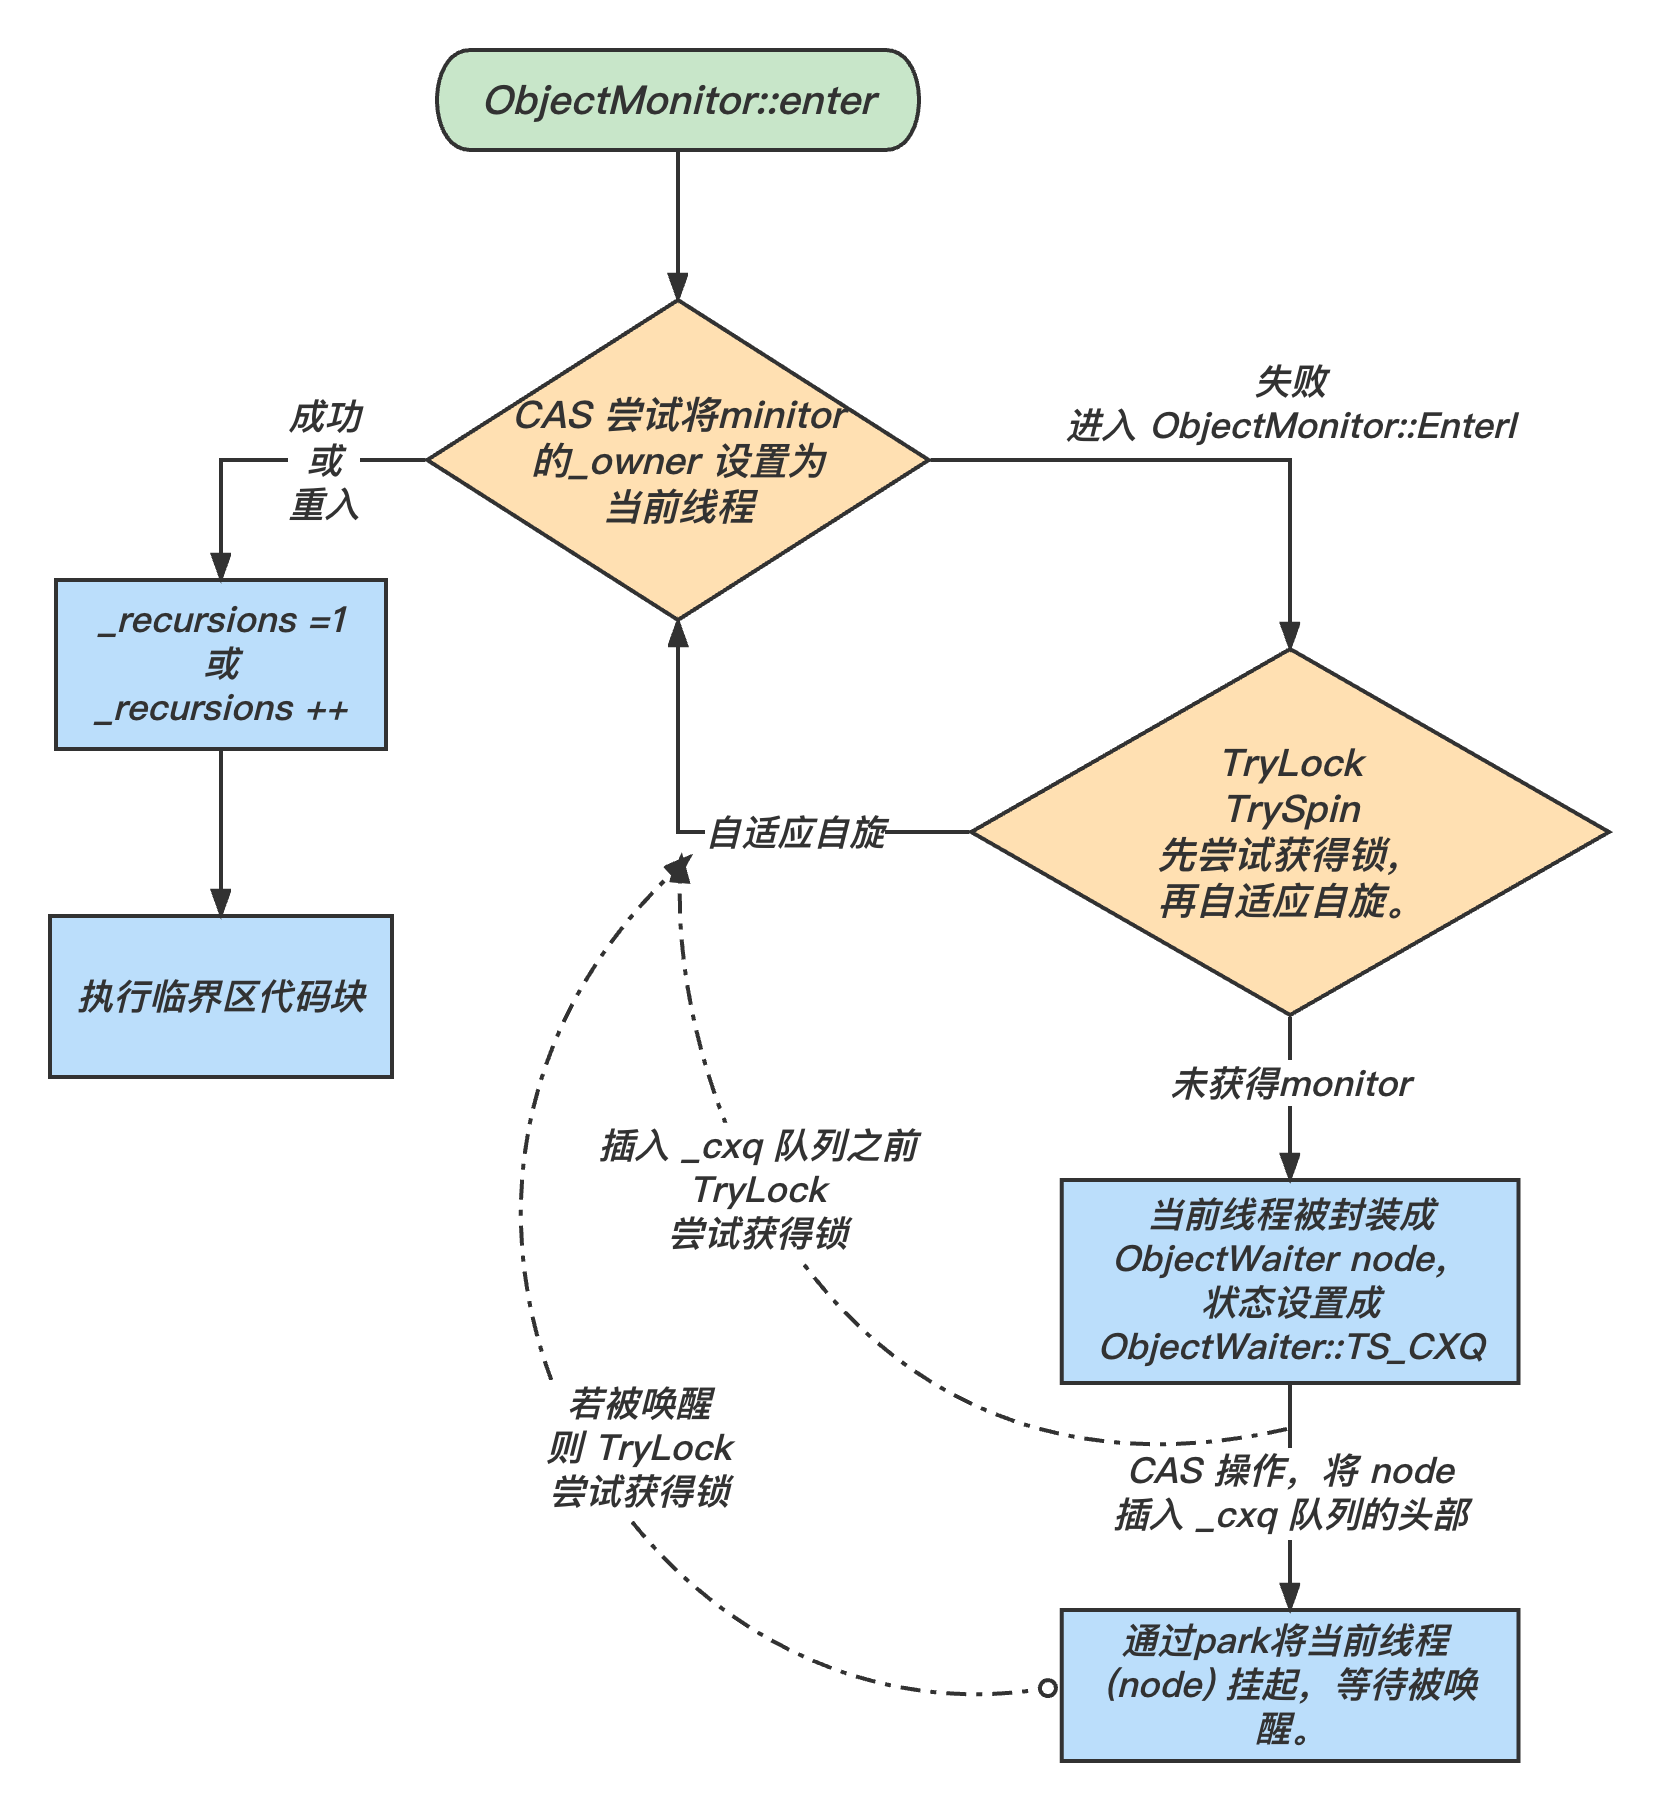 ObjectMonitor::enter
CAS 尝试将minitor
的_owner 设置为
当前线程
成功
或
重入
失败
进入 ObjectMonitor::EnterI
_recursions =1
或
_recursions ++
执行临界区代码块
TryLock
TrySpin
先尝试获得锁，
再自适应自旋。
自适应自旋
未获得monitor
插入 _cxq 队列之前
TryLock
尝试获得锁
当前线程被封装成
ObjectWaiter node，
状态设置成
ObjectWaiter::TS_CXQ
若被唤醒
则 TryLock
尝试获得锁
CAS 操作，将 node
插入 _cxq 队列的头部
通过park将当前线程
(node) 挂起，等待被唤
醒。